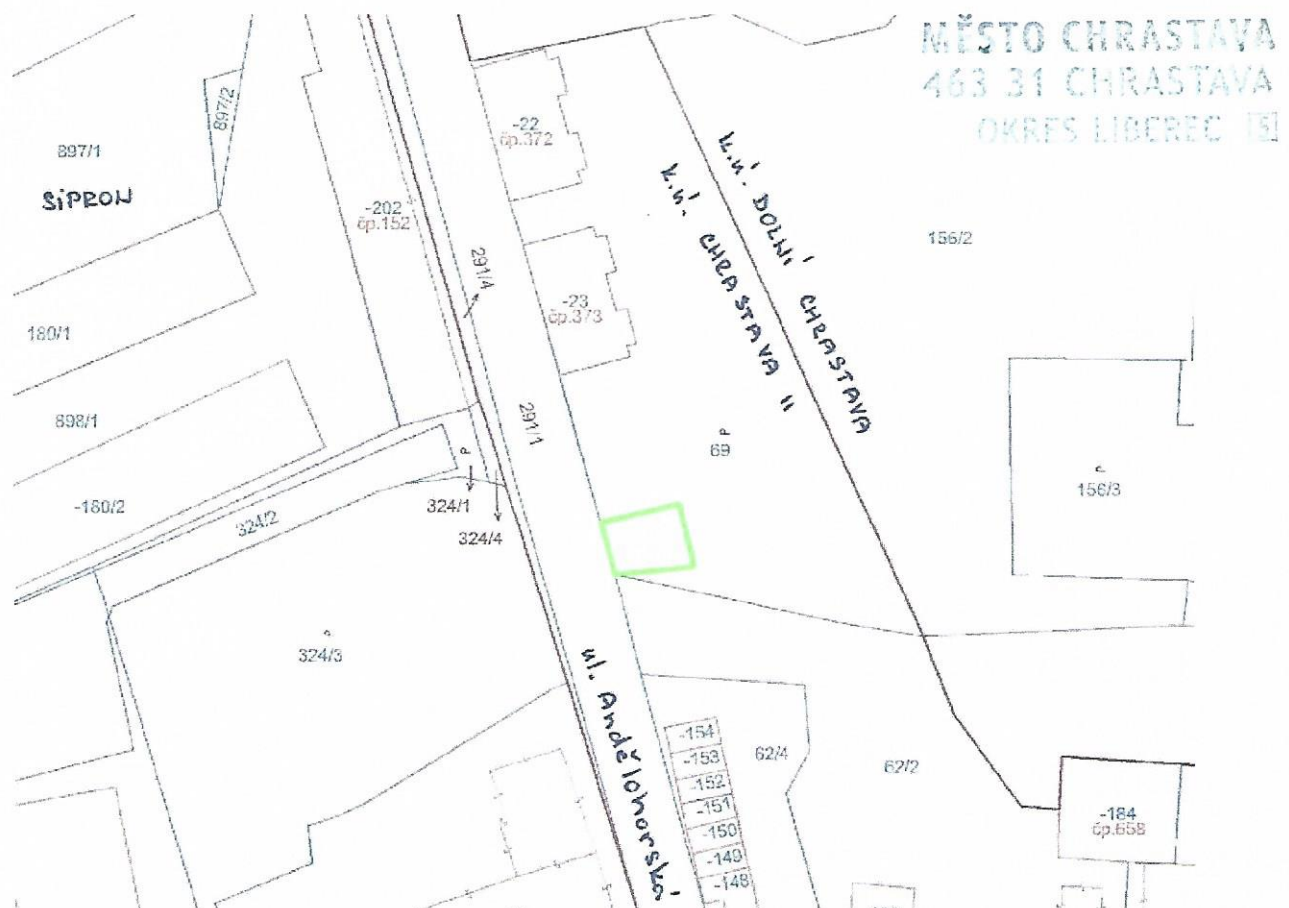 MĚSTO CHRASTAVA
463 31 CHRASTAVA
OKRES LIBEREC [5]
897/2
897/1
SiPRON
-202
čp.152
-22
čp.372
k.ú. DOLNÍ CHRASTAVA
k.ú. CHRASTAVA II
156/2
291/4
-23
čp.373
180/1
898/1
291/1
69
156/3
-180/2
324/2
324/1
324/4
324/3
ul. Andělohorská
-154
-153
-152
-151
-150
-149
-148
62/4
62/2
-184
čp.658